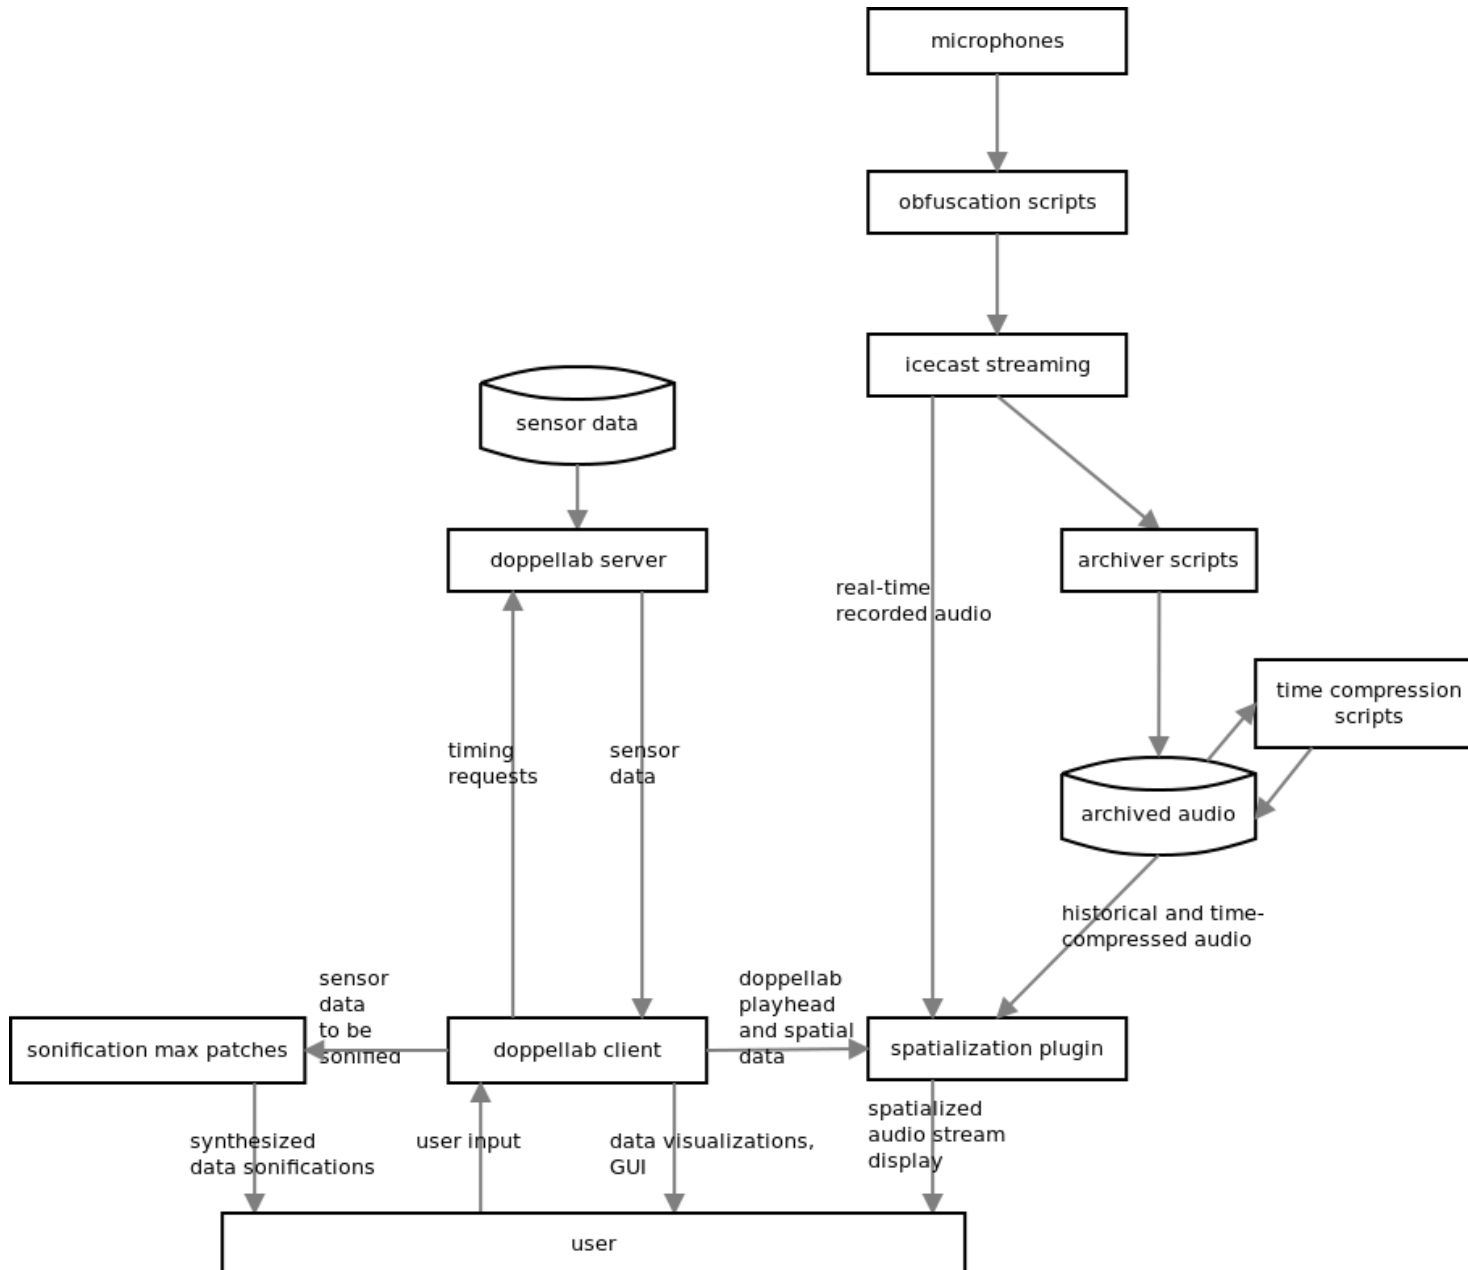 microphones
obfuscation scripts
icecast streaming
sensor data
doppellab server
archiver scripts
real-time
recorded audio
time compression
scripts
timing
requests
sensor
data
archived audio
historical and time-
compressed audio
sensor
data
to be
sonified
doppellab
playhead
and spatial
data
sonification max patches
doppellab client
spatialization plugin
synthesized
data sonifications
user input
data visualizations,
GUI
spatialized
audio stream
display
user